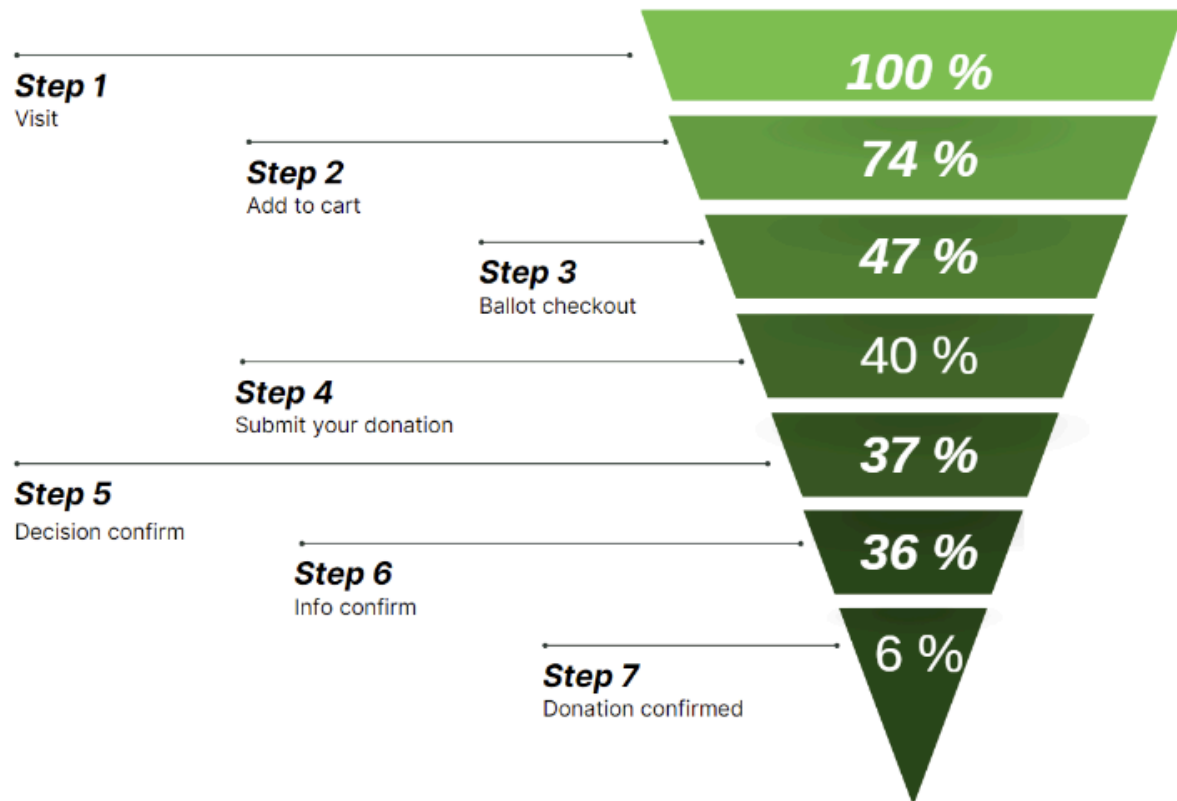 100 %
Step 1
Visit
74 %
Step 2
Add to cart
47 %
Step 3
Ballot checkout
40 %
Step 4
Submit your donation
37 %
Step 5
Decision confirm
36 %
Step 6
Info confirm
6 %
Step 7
Donation confirmed